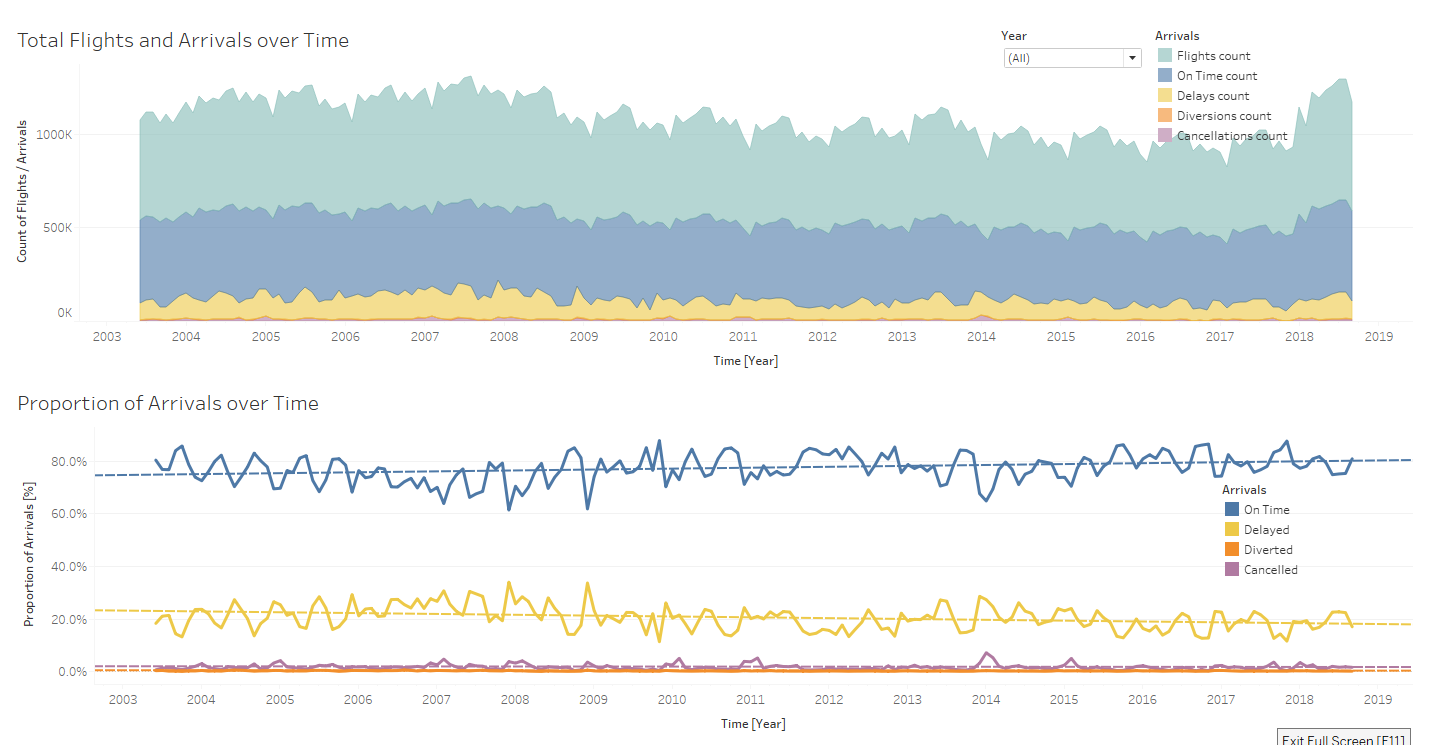 Total Flights and Arrivals over Time
Year
(All)
Arrivals
Flights count
On Time count
Delays count
Diversions count
Cancellations count
Count of Flights / Arrivals
1000K
500K
0K
2003 2004 2005 2006 2007 2008 2009 2010 2011 2012 2013 2014 2015 2016 2017 2018 2019
Time [Year]
Proportion of Arrivals over Time
Proportion of Arrivals [%]
80.0%
60.0%
40.0%
20.0%
0.0%
Arrivals
On Time
Delayed
Diverted
Cancelled
2003 2004 2005 2006 2007 2008 2009 2010 2011 2012 2013 2014 2015 2016 2017 2018 2019
Time [Year]
Exit Full Screen [F11]